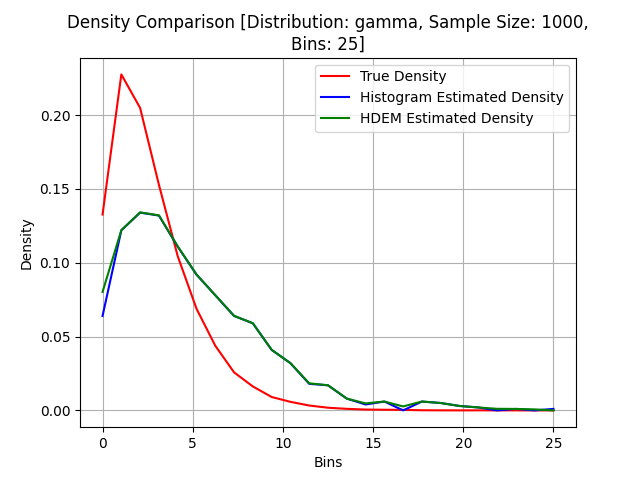 Density Comparison [Distribution: gamma, Sample Size: 1000,
Bins: 25]
True Density
Histogram Estimated Density
HDEM Estimated Density
Density
0.20
0.15
0.10
0.05
0.00
0 5 10 15 20 25
Bins